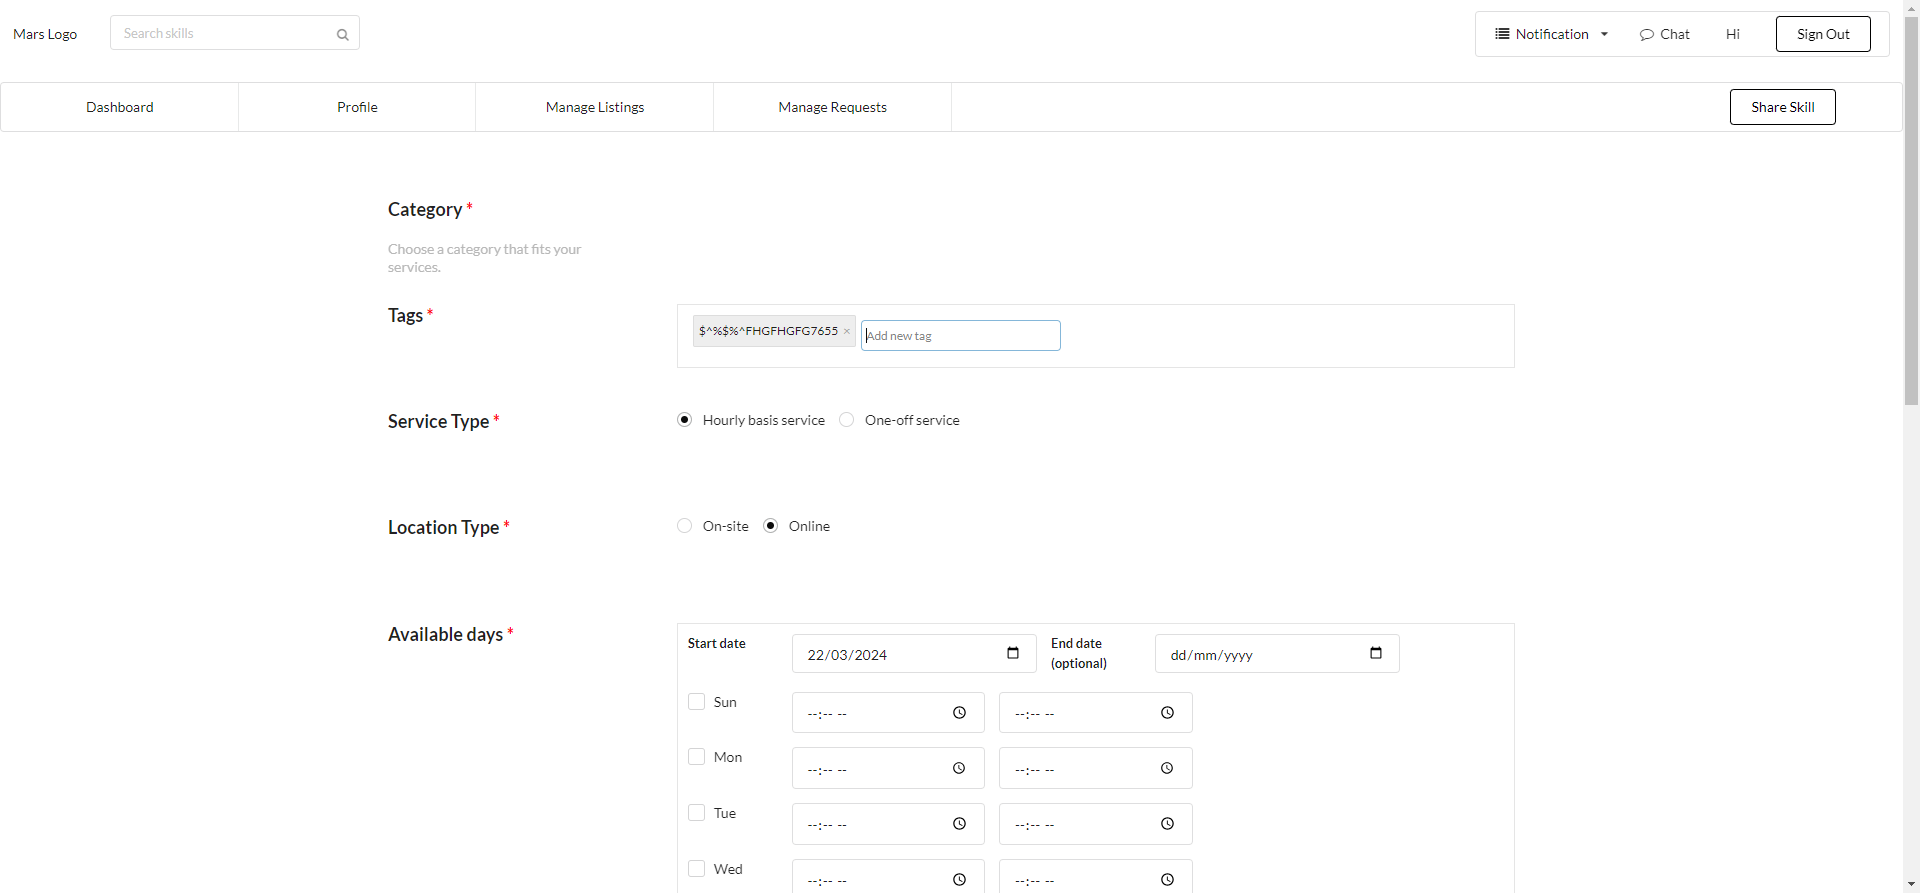 Mars Logo
Search skills
Notification
Chat
Hi
Sign Out
Dashboard
Profile
Manage Listings
Manage Requests
Share Skill
Category *
Choose a category that fits your
services.
Tags *
$^%$%^FHGFHGFG7655 ×
Add new tag
Service Type *
Hourly basis service
One-off service
Location Type *
On-site
Online
Available days *
Start date
22/03/2024
End date
(optional)
dd/mm/yyyy
Sun
--:-- --
--:-- --
Mon
--:-- --
--:-- --
Tue
--:-- --
--:-- --
Wed
--:-- --
--:-- --